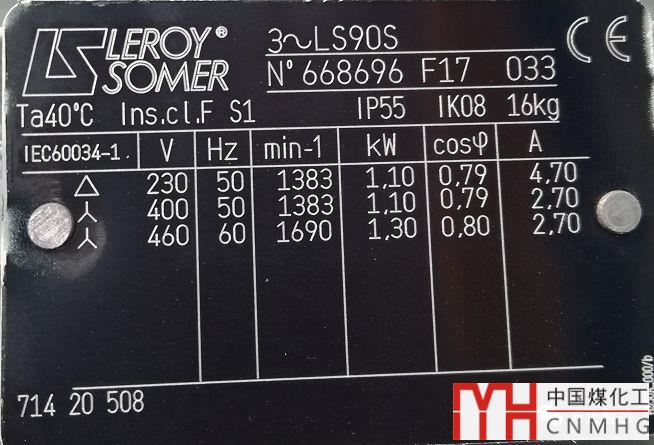 LEROY® SOMER
3~LS90S
N° 668696 F17 033
CE
Ta40°C Ins.cl.F S1 IP55 IK08 16kg
IEC60034-1. V Hz min-1 kW cosφ A
△ 230 50 1383 1,10 0,79 4,70
⅄ 400 50 1383 1,10 0,79 2,70
⅄ 460 60 1690 1,30 0,80 2,70
714 20 508
MH 中国煤化工
CNMHG